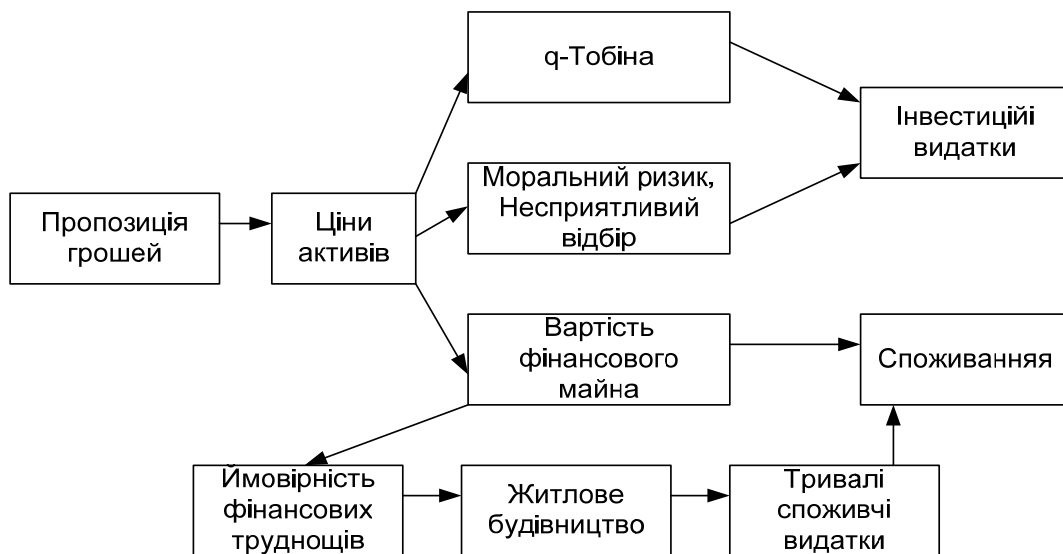 q-Тобіна
Інвестиційі
видатки
Моральний ризик,
Несприятливий
відбір
Пропозиція
грошей
Ціни
активів
Вартість
фінансового
майна
Споживанняя
Ймовірність
фінансових
труднощів
Житлове
будівництво
Тривалі
споживчі
видатки